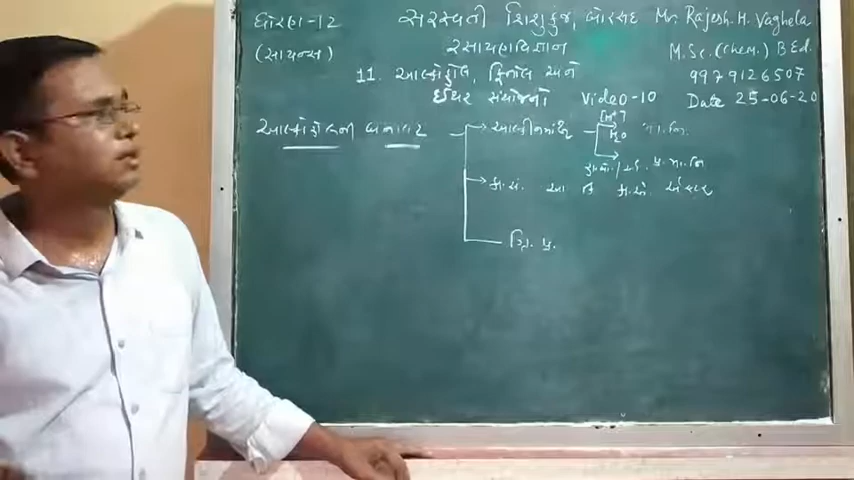 ધોરણ-12
(સાયન્સ)
સરસ્વતી શિશુકુંજ, બોરસદ
રસાયણવિજ્ઞાન
11. આલ્કોહોલ, ફિનોલ અને
ઈથર સંયોજનો Video-10
Mr. Rajesh. H. Vaghela
M.Sc. (Chem.) B.Ed.
9979126507
Date 25-06-20
આલ્કોહોલની બનાવટ
આલ્કીનમાંથી
[H⁺]
H₂O